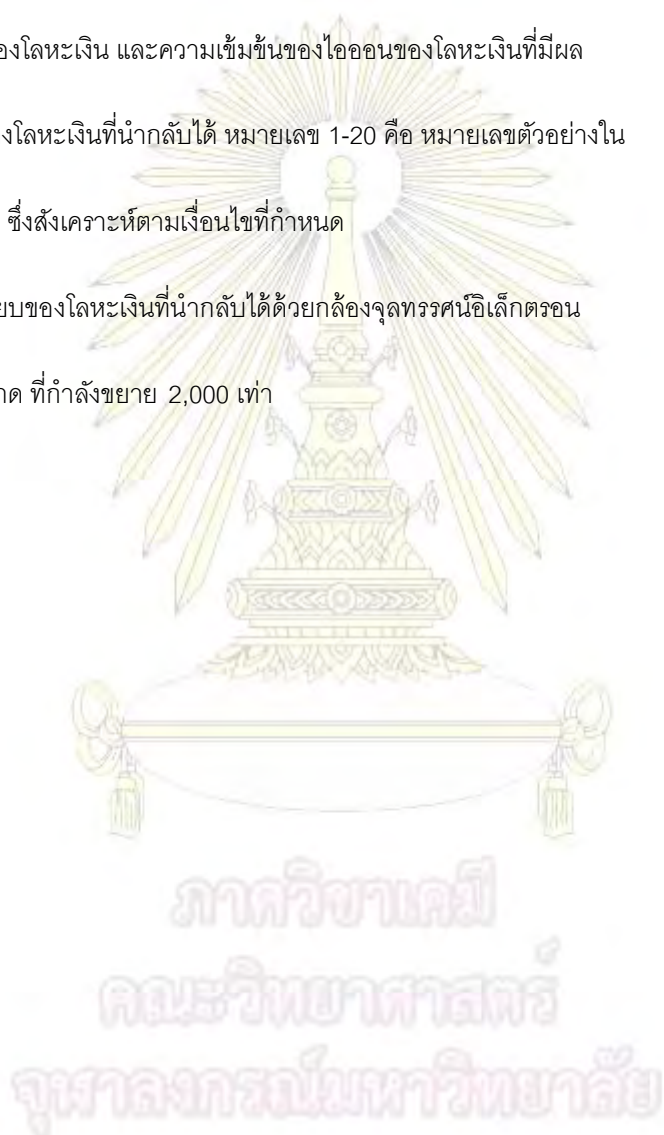 องโลหะเงิน และความเข้มข้นของไอออนของโลหะเงินที่มีผล
งโลหะเงินที่นำกลับได้ หมายเลข 1-20 คือ หมายเลขตัวอย่างใน
ซึ่งสังเคราะห์ตามเงื่อนไขที่กำหนด
ยบของโลหะเงินที่นำกลับได้ด้วยกล้องจุลทรรศน์อิเล็กตรอน
าด ที่กำลังขยาย 2,000 เท่า
ภาควิชาเคมี
คณะวิทยาศาสตร์
จุฬาลงกรณ์มหาวิทยาลัย